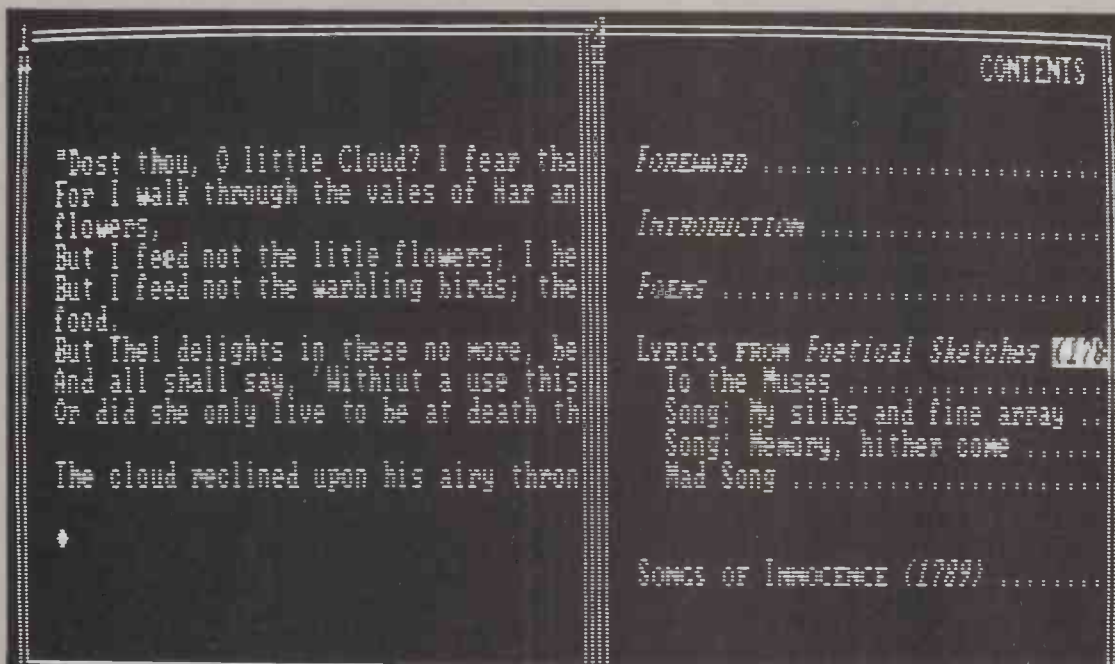 1
"Dost thou, O little Cloud? I fear tha
For I walk through the vales of Har an
flowers,
But I feed not the litle flowers; I he
But I feed not the warbling birds; the
food.
But Thel delights in these no more, be
And all shall say, 'Withiut a use this
Or did she only live to be at death th
The cloud reclined upon his airy thron
CONTENTS
FOREWARD ..........................
INTRODUCTION ......................
POEMS .............................
LYRICS FROM Poetical Sketches (178
To the Muses ..................
Song: My silks and fine array ..
Song: Memory, hither come ......
Mad Song ......................
SONGS OF INNOCENCE (1789) .........